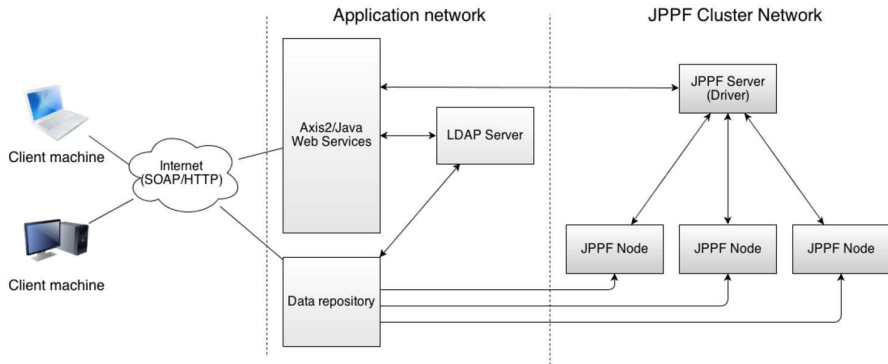 Application network
JPPF Cluster Network
JPPF Server
(Driver)
Axis2/Java
Web Services
LDAP Server
Client machine
Internet
(SOAP/HTTP)
JPPF Node
JPPF Node
JPPF Node
Client machine
Data repository